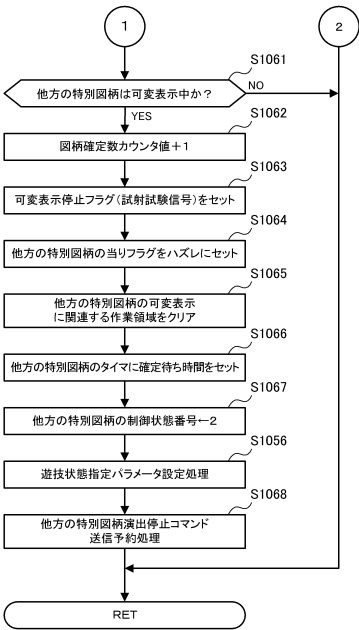 1
2
S1061
他方の特別図柄は可変表示中か？
NO
YES
S1062
図柄確定数カウンタ値＋1
S1063
可変表示停止フラグ（試射試験信号）をセット
S1064
他方の特別図柄の当りフラグをハズレにセット
S1065
他方の特別図柄の可変表示
に関連する作業領域をクリア
S1066
他方の特別図柄のタイマに確定待ち時間をセット
S1067
他方の特別図柄の制御状態番号←2
S1056
遊技状態指定パラメータ設定処理
S1068
他方の特別図柄演出停止コマンド
送信予約処理
RET